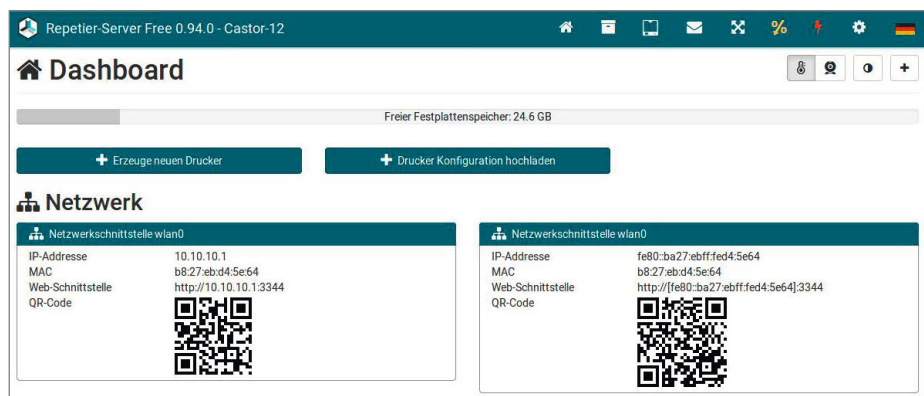 Repetier-Server Free 0.94.0 - Castor-12
Dashboard
Freier Festplattenspeicher: 24.6 GB
Erzeuge neuen Drucker
Drucker Konfiguration hochladen
Netzwerk
Netzwerkschnittstelle wlan0
IP-Addresse 10.10.10.1
MAC b8:27:eb:d4:5e:64
Web-Schnittstelle http://10.10.10.1:3344
QR-Code
Netzwerkschnittstelle wlan0
IP-Addresse fe80::ba27:ebff:fed4:5e64
MAC b8:27:eb:d4:5e:64
Web-Schnittstelle http://[fe80::ba27:ebff:fed4:5e64]:3344
QR-Code